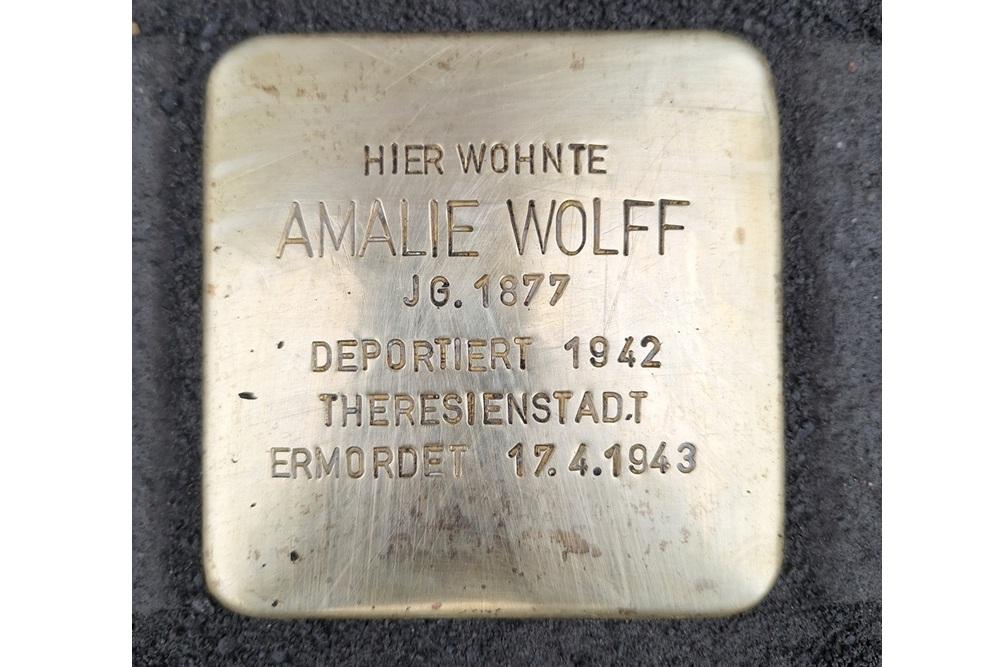 HIER WOHNTE
AMALIE WOLFF
JG. 1877
DEPORTIERT 1942
THERESIENSTADT
ERMORDET 17.4.1943